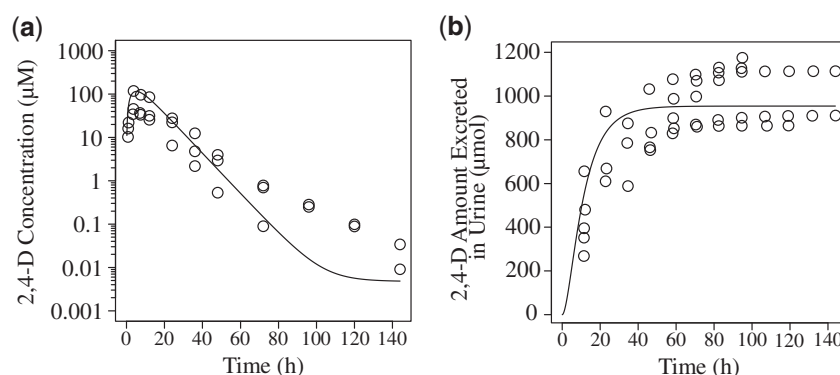 (a)
2,4-D Concentration (µM)
1000
100
10
1
0.1
0.01
0.001
0 20 40 60 80 100 120 140
Time (h)
(b)
2,4-D Amount Excreted
in Urine (µmol)
1200
1000
800
600
400
200
0
0 20 40 60 80 100 120 140
Time (h)